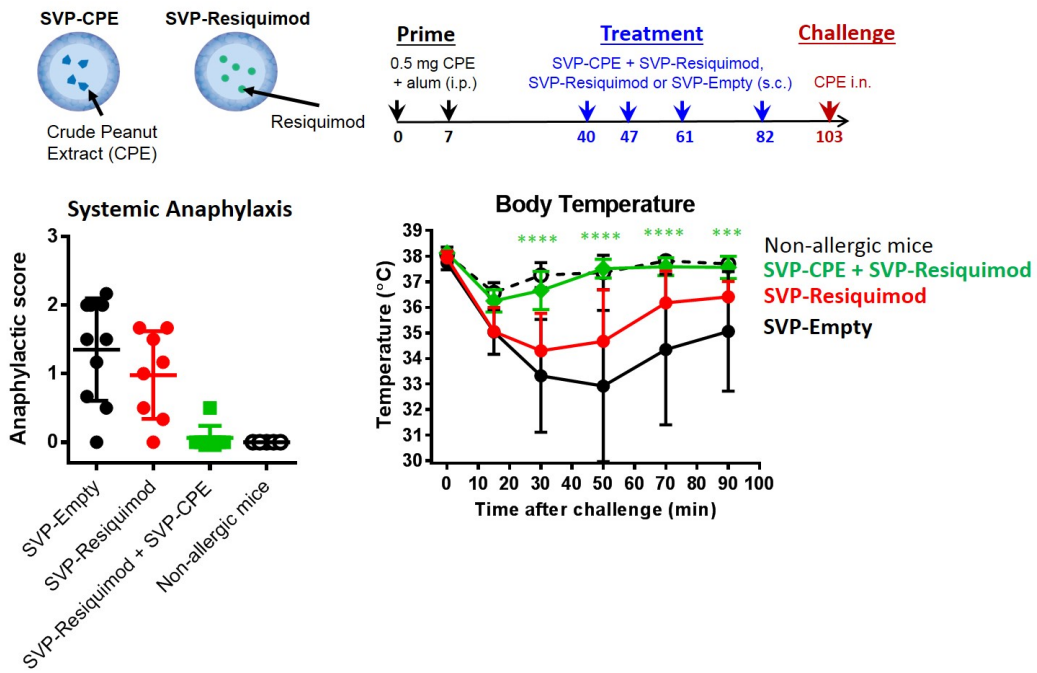 SVP-CPE
SVP-Resiquimod
Crude Peanut
Extract (CPE)
Resiquimod
Prime
Treatment
Challenge
0.5 mg CPE
+ alum (i.p.)
SVP-CPE + SVP-Resiquimod,
SVP-Resiquimod or SVP-Empty (s.c.)
CPE i.n.
0 7 40 47 61 82 103
Systemic Anaphylaxis
Anaphylactic score
3
2
1
0
SVP-Empty
SVP-Resiquimod
SVP-Resiquimod + SVP-CPE
Non-allergic mice
Body Temperature
Temperature (°C)
39
38
37
36
35
34
33
32
31
30
**** **** **** ***
0 10 20 30 40 50 60 70 80 90 100
Time after challenge (min)
Non-allergic mice
SVP-CPE + SVP-Resiquimod
SVP-Resiquimod
SVP-Empty